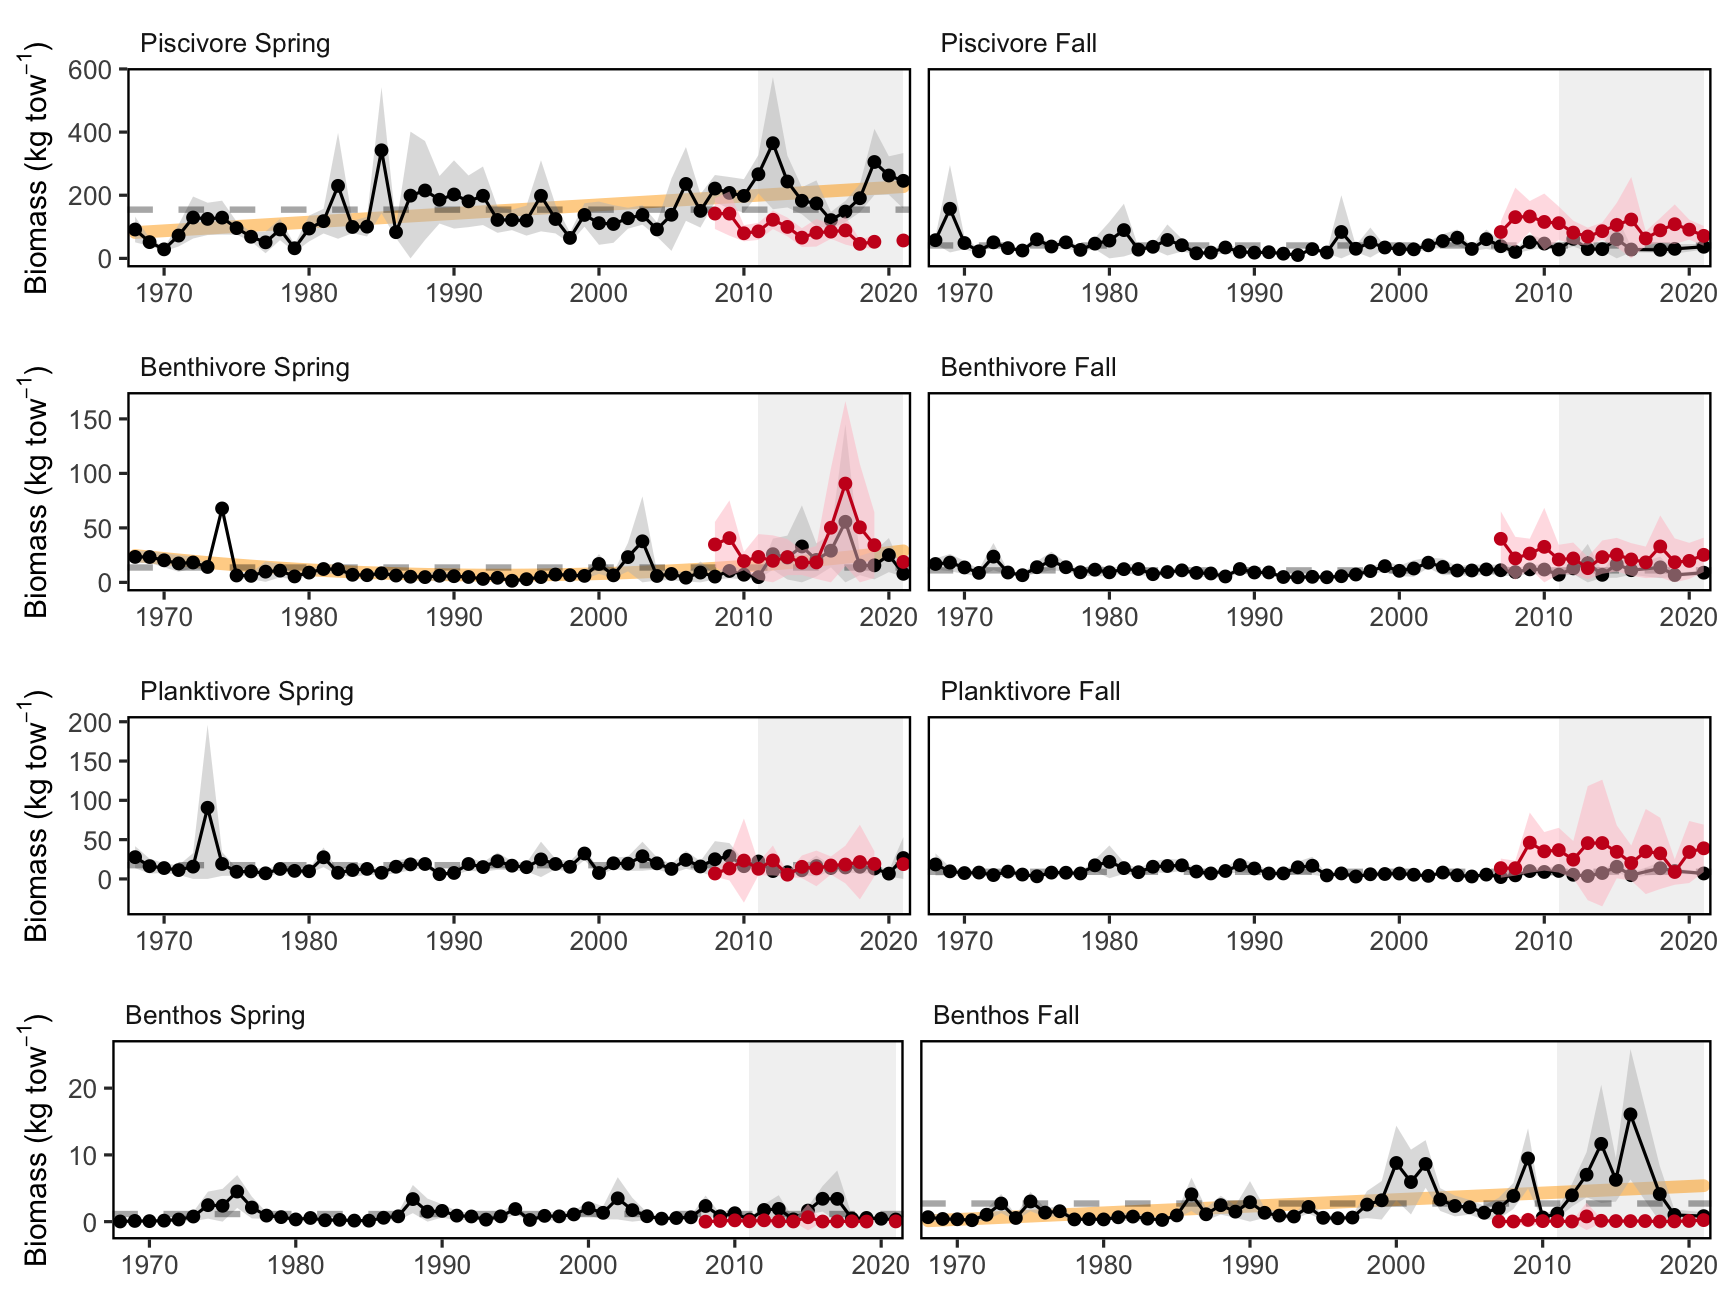 Piscivore Spring
Piscivore Fall
Biomass (kg tow⁻¹)
600
400
200
0
1970 1980 1990 2000 2010 2020
1970 1980 1990 2000 2010 2020
Benthivore Spring
Benthivore Fall
Biomass (kg tow⁻¹)
150
100
50
0
1970 1980 1990 2000 2010 2020
1970 1980 1990 2000 2010 2020
Planktivore Spring
Planktivore Fall
Biomass (kg tow⁻¹)
200
150
100
50
0
1970 1980 1990 2000 2010 2020
1970 1980 1990 2000 2010 2020
Benthos Spring
Benthos Fall
Biomass (kg tow⁻¹)
20
10
0
1970 1980 1990 2000 2010 2020
1970 1980 1990 2000 2010 2020